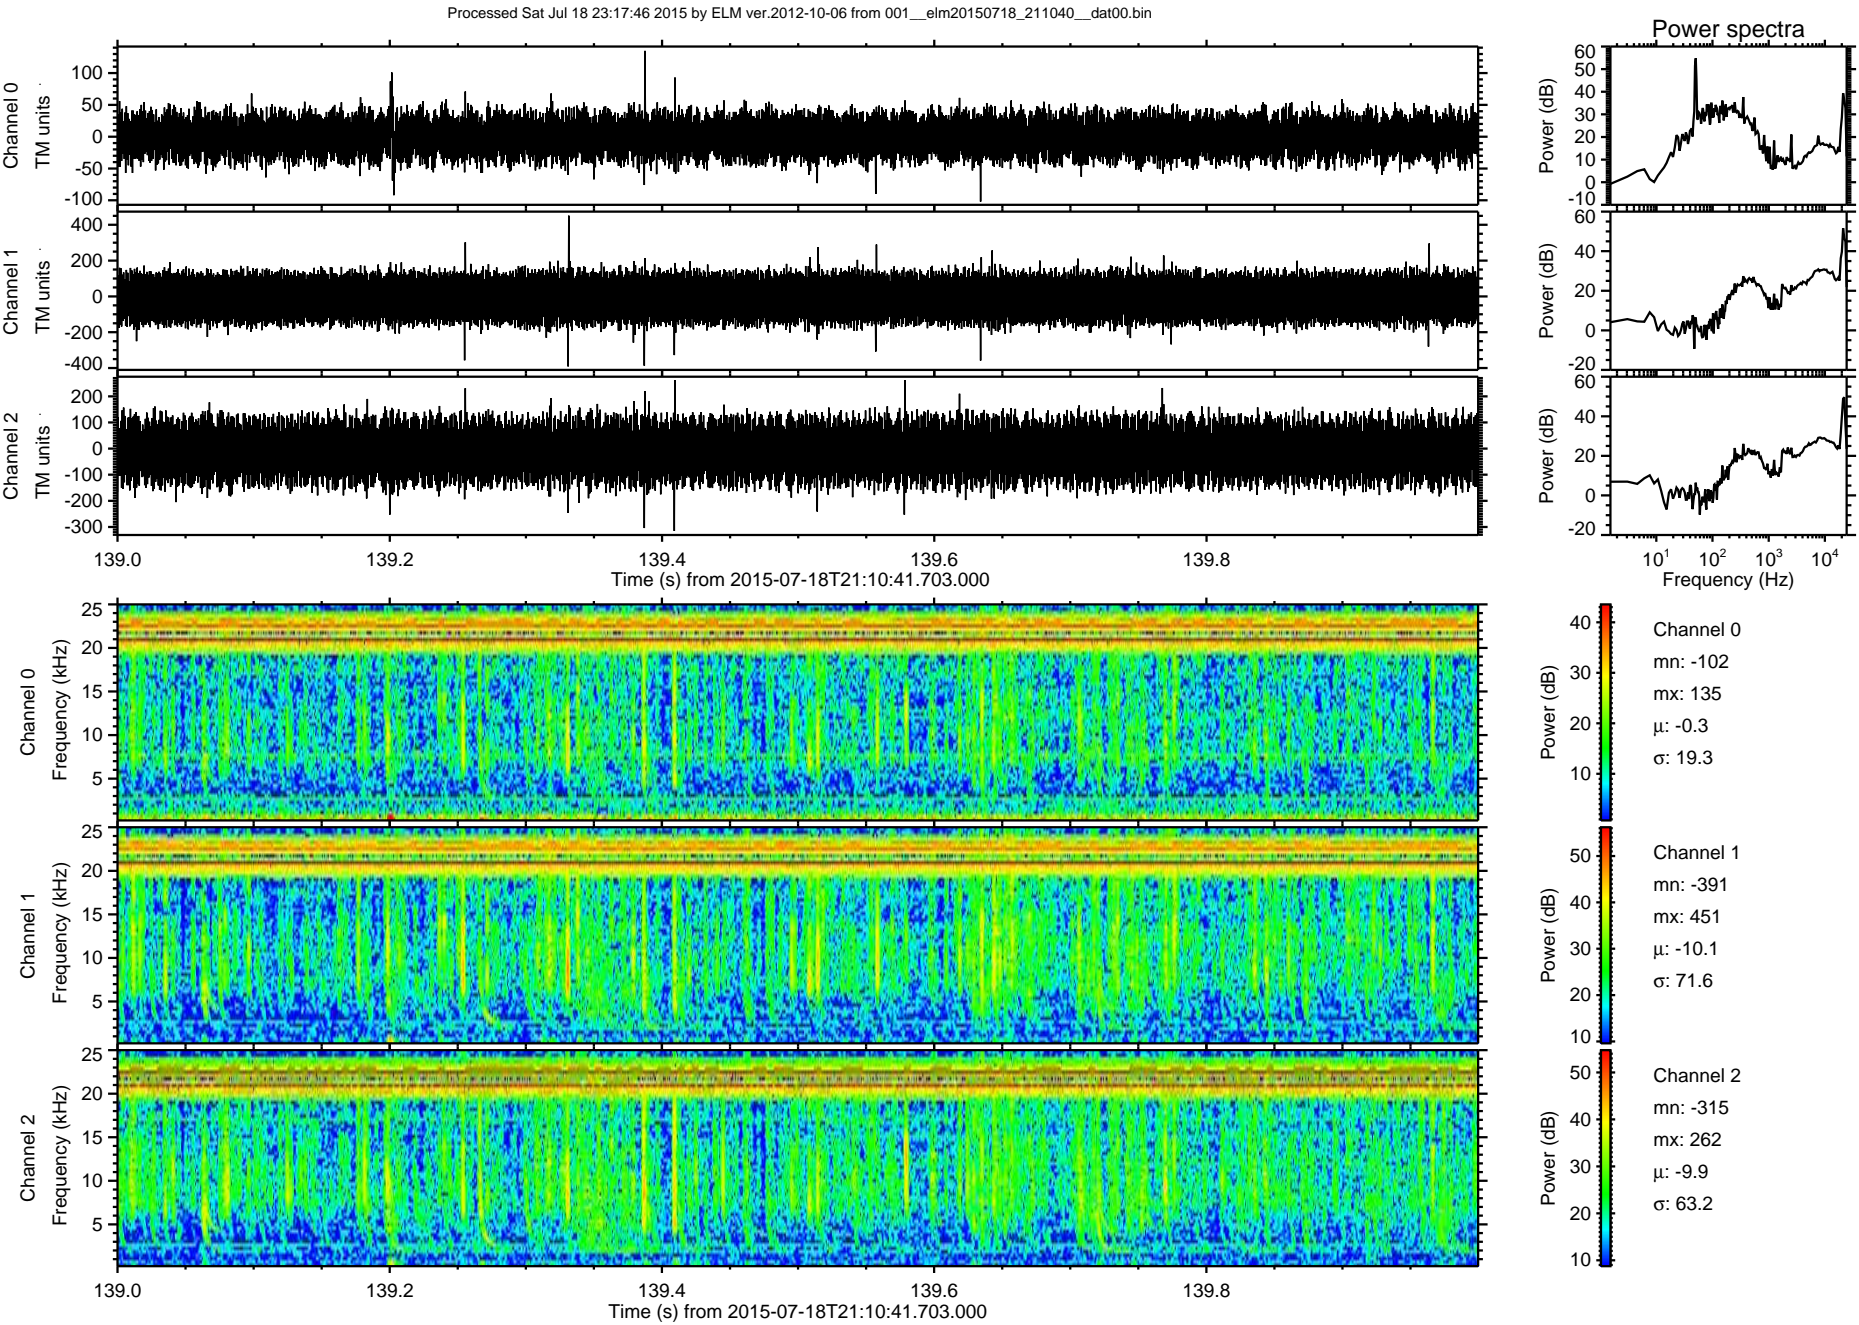 Processed Sat Jul 18 23:17:46 2015 by ELM ver.2012-10-06 from 001__elm20150718_211040__dat00.bin
Power spectra
Channel 0
TM units
100
50
0
-50
-100
Power (dB)
60
50
40
30
20
10
0
-10
Channel 1
TM units
400
200
0
-200
-400
Power (dB)
60
40
20
0
-20
Channel 2
TM units
200
100
0
-100
-200
-300
Power (dB)
60
40
20
0
-20
139.0 139.2 139.4 139.6 139.8
Time (s) from 2015-07-18T21:10:41.703.000
10^1 10^2 10^3 10^4
Frequency (Hz)
Channel 0
Frequency (kHz)
25
20
15
10
5
Power (dB)
40
30
20
10
Channel 0
mn: -102
mx: 135
μ: -0.3
σ: 19.3
Channel 1
Frequency (kHz)
25
20
15
10
5
Power (dB)
50
40
30
20
10
Channel 1
mn: -391
mx: 451
μ: -10.1
σ: 71.6
Channel 2
Frequency (kHz)
25
20
15
10
5
Power (dB)
50
40
30
20
10
Channel 2
mn: -315
mx: 262
μ: -9.9
σ: 63.2
139.0 139.2 139.4 139.6 139.8
Time (s) from 2015-07-18T21:10:41.703.000